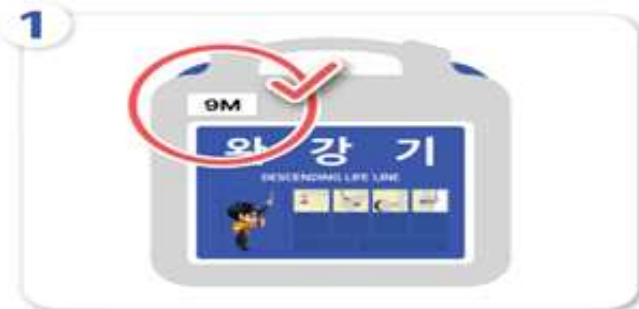 1
9M
완 강 기
DESCENDING LIFE LINE